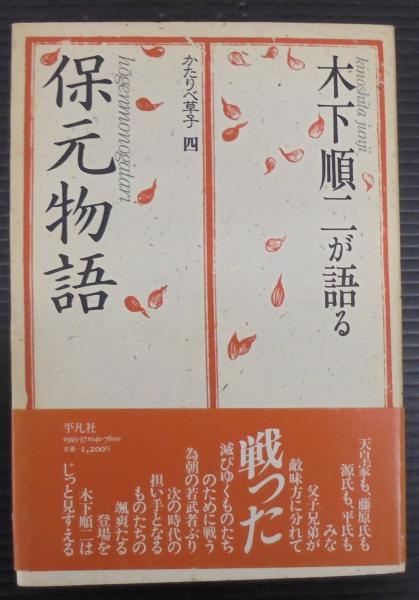 木下順二が語る
kinoshita junji
かたりべ草子 四
保元物語
hōgenmonogatari
天皇家も、藤原氏も
源氏も、平氏も
みな
父子兄弟が
敵味方に分れて
戦った
滅びゆくものたち
のために戦う
為朝の若武者ぶり
次の時代の
担い手となる
ものたちの
颯爽たる
登場を
木下順二は
じっと見すえる
平凡社
0393-371040-7600
定価―1,200円